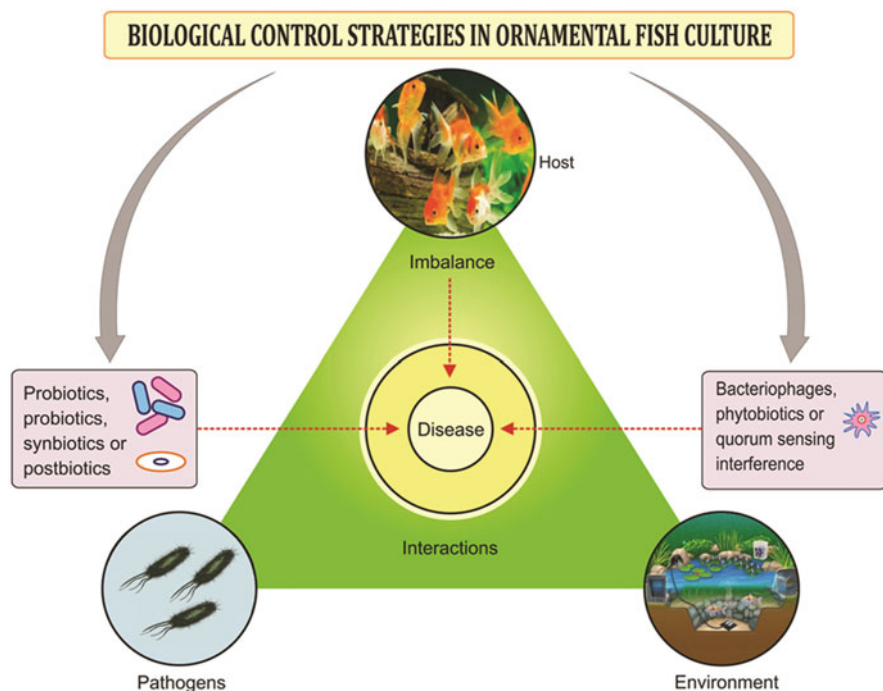 BIOLOGICAL CONTROL STRATEGIES IN ORNAMENTAL FISH CULTURE
Host
Imbalance
Probiotics,
probiotics,
synbiotics or
postbiotics
Disease
Bacteriophages,
phytobiotics or
quorum sensing
interference
Interactions
Pathogens
Environment